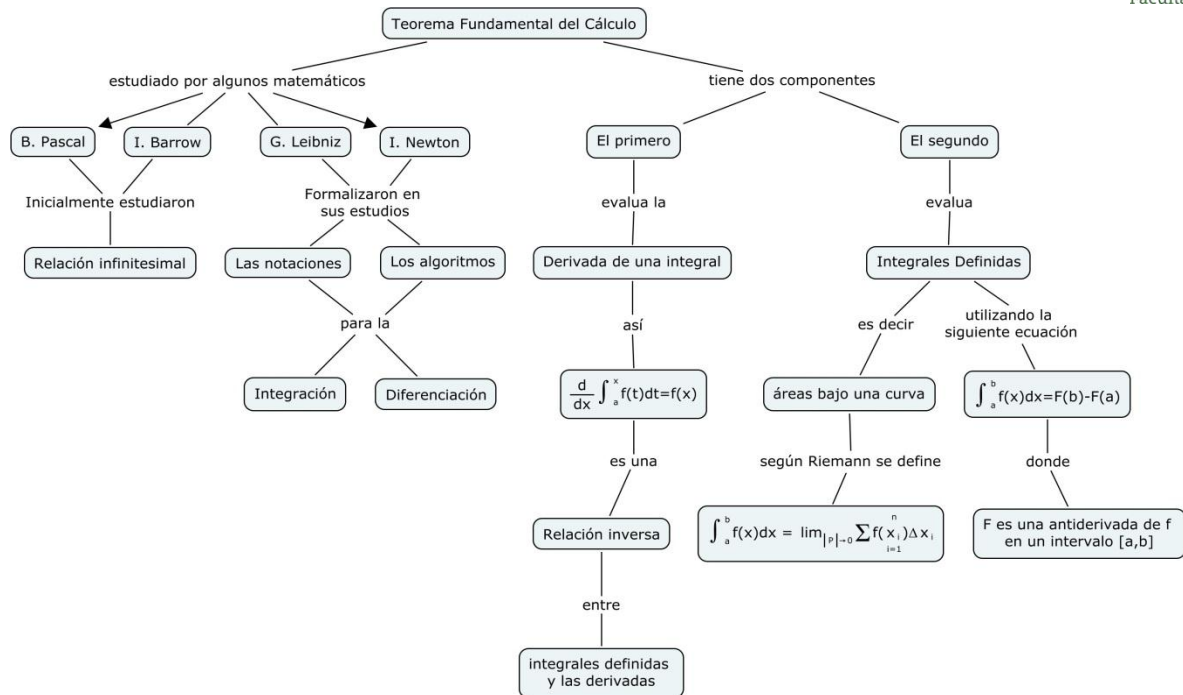 Faculta
Teorema Fundamental del Cálculo
estudiado por algunos matemáticos
tiene dos componentes
B. Pascal
I. Barrow
G. Leibniz
I. Newton
El primero
El segundo
Inicialmente estudiaron
Formalizaron en
sus estudios
evalua la
evalua
Relación infinitesimal
Las notaciones
Los algoritmos
Derivada de una integral
Integrales Definidas
para la
así
es decir
utilizando la
siguiente ecuación
Integración
Diferenciación
d/dx ∫ₐˣ f(t)dt=f(x)
áreas bajo una curva
∫ₐᵇ f(x)dx=F(b)-F(a)
es una
según Riemann se define
donde
Relación inversa
∫ₐᵇ f(x)dx = lim|P|→0 ∑ⁿᵢ₌₁ f(xᵢ)Δxᵢ
F es una antiderivada de f
en un intervalo [a,b]
entre
integrales definidas
y las derivadas